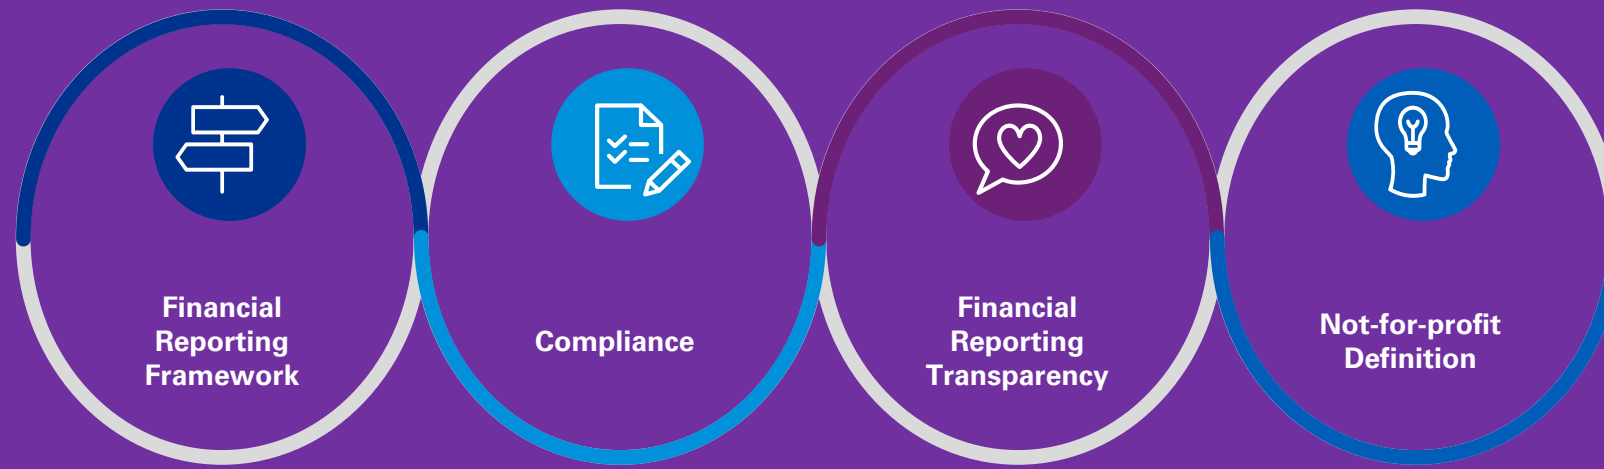 Financial
Reporting
Framework
Compliance
Financial
Reporting
Transparency
Not-for-profit
Definition